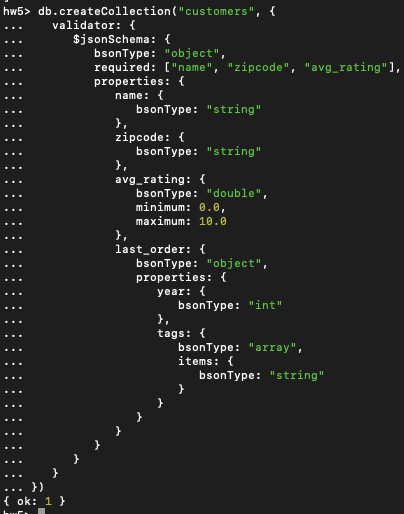 hw5> db.createCollection("customers", {
...    validator: {
...       $jsonSchema: {
...          bsonType: "object",
...          required: ["name", "zipcode", "avg_rating"],
...          properties: {
...             name: {
...                bsonType: "string"
...             },
...             zipcode: {
...                bsonType: "string"
...             },
...             avg_rating: {
...                bsonType: "double",
...                minimum: 0.0,
...                maximum: 10.0
...             },
...             last_order: {
...                bsonType: "object",
...                properties: {
...                   year: {
...                      bsonType: "int"
...                   },
...                   tags: {
...                      bsonType: "array",
...                      items: {
...                         bsonType: "string"
...                      }
...                   }
...                }
...             }
...          }
...       }
...    }
... })
{ ok: 1 }
hw5>